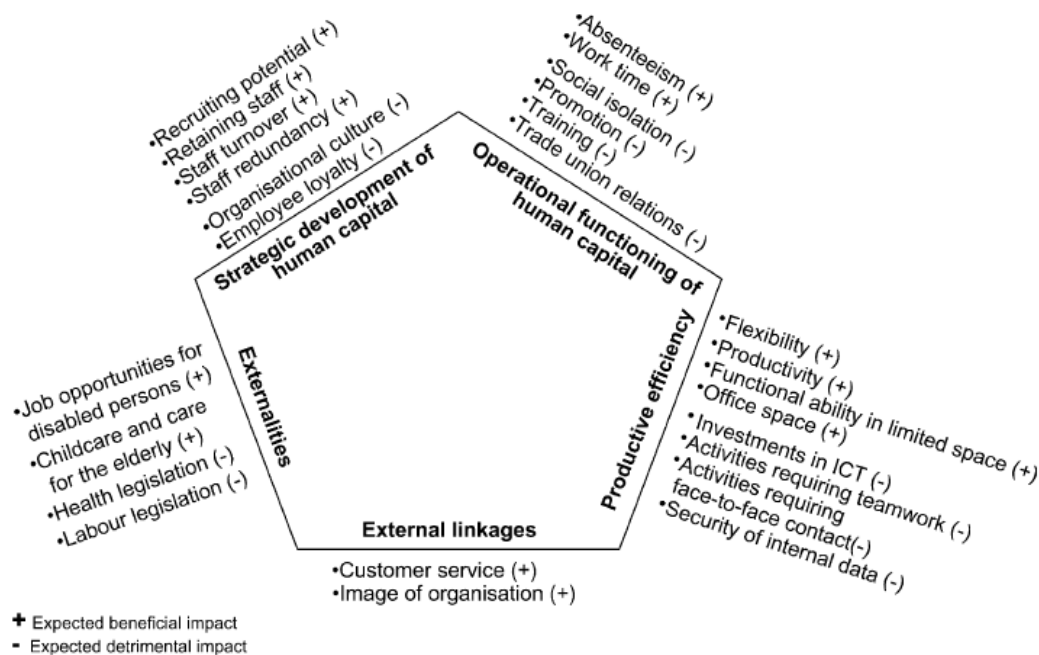 •Recruiting potential (+)
•Retaining staff (+)
•Staff turnover (+)
•Staff redundancy (+)
•Organisational culture (-)
•Employee loyalty (-)
Strategic development of
human capital
•Absenteeism (+)
•Work time (+)
•Social isolation (-)
•Promotion (-)
•Training (-)
•Trade union relations (-)
Operational functioning of
human capital
•Job opportunities for
disabled persons (+)
•Childcare and care
for the elderly (+)
•Health legislation (-)
•Labour legislation (-)
Externalities
Productive efficiency
•Flexibility (+)
•Productivity (+)
•Functional ability in limited space (+)
•Office space (+)
•Investments in ICT (-)
•Activities requiring teamwork (-)
•Activities requiring
face-to-face contact(-)
•Security of internal data (-)
External linkages
•Customer service (+)
•Image of organisation (+)
+ Expected beneficial impact
- Expected detrimental impact